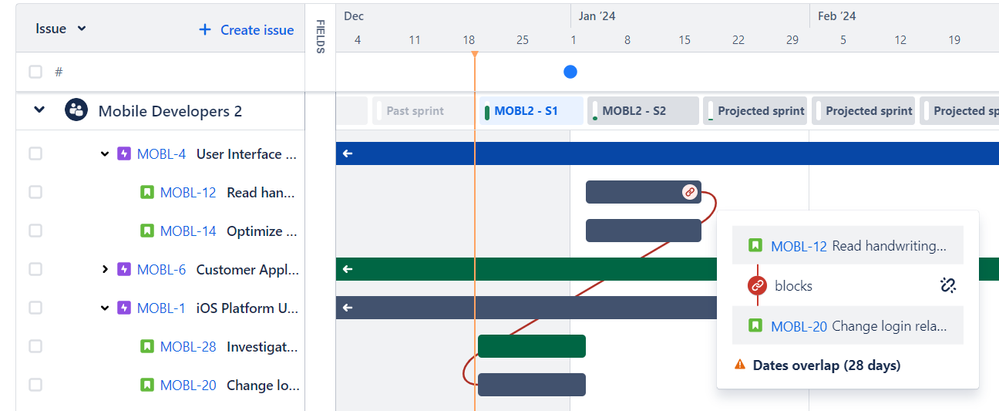 Issue
+ Create issue
FIELDS
Dec Jan '24 Feb '24
4 11 18 25 1 8 15 22 29 5 12 19
#
Mobile Developers 2
Past sprint MOBL2 - S1 MOBL2 - S2 Projected sprint Projected sprint Projected sprint
MOBL-4 User Interface ...
MOBL-12 Read han...
MOBL-14 Optimize ...
MOBL-6 Customer Appl...
MOBL-1 iOS Platform U...
MOBL-28 Investigat...
MOBL-20 Change lo...
MOBL-12 Read handwriting...
blocks
MOBL-20 Change login rela...
Dates overlap (28 days)